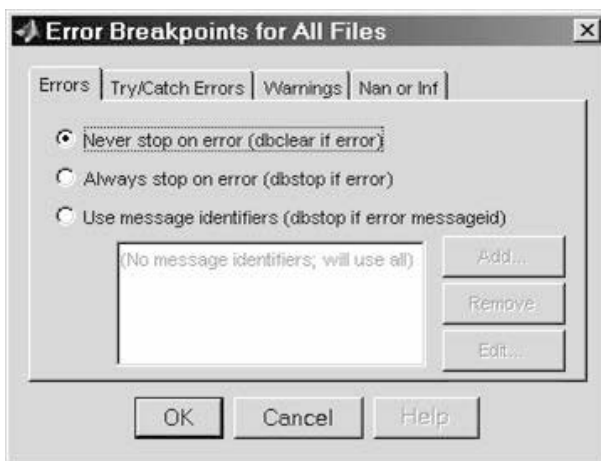 Error Breakpoints for All Files
Errors Try/Catch Errors Warnings Nan or Inf
Never stop on error (dbclear if error)
Always stop on error (dbstop if error)
Use message identifiers (dbstop if error messageid)
(No message identifiers; will use all)
Add...
Remove
Edit...
OK Cancel Help